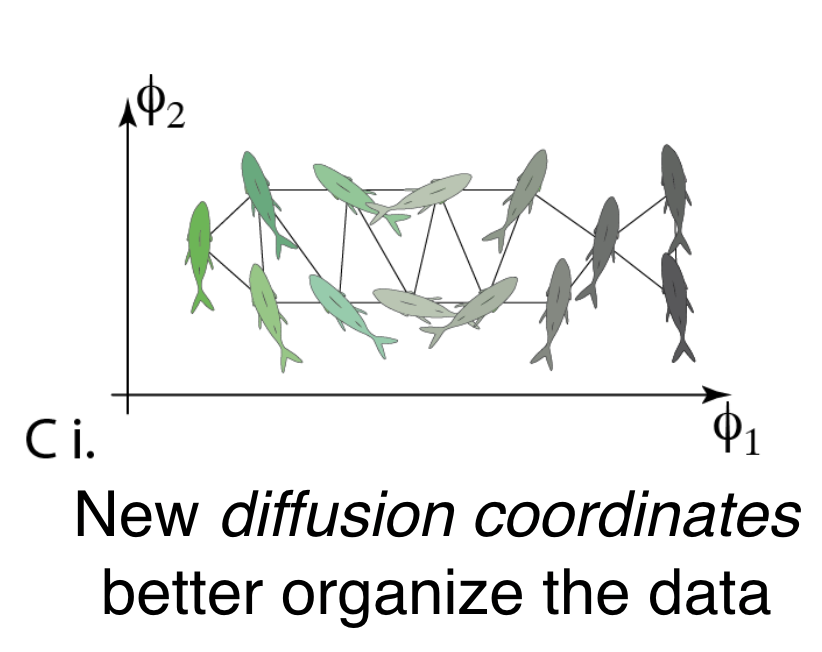 ϕ2
ϕ1
C i.
New diffusion coordinates
better organize the data